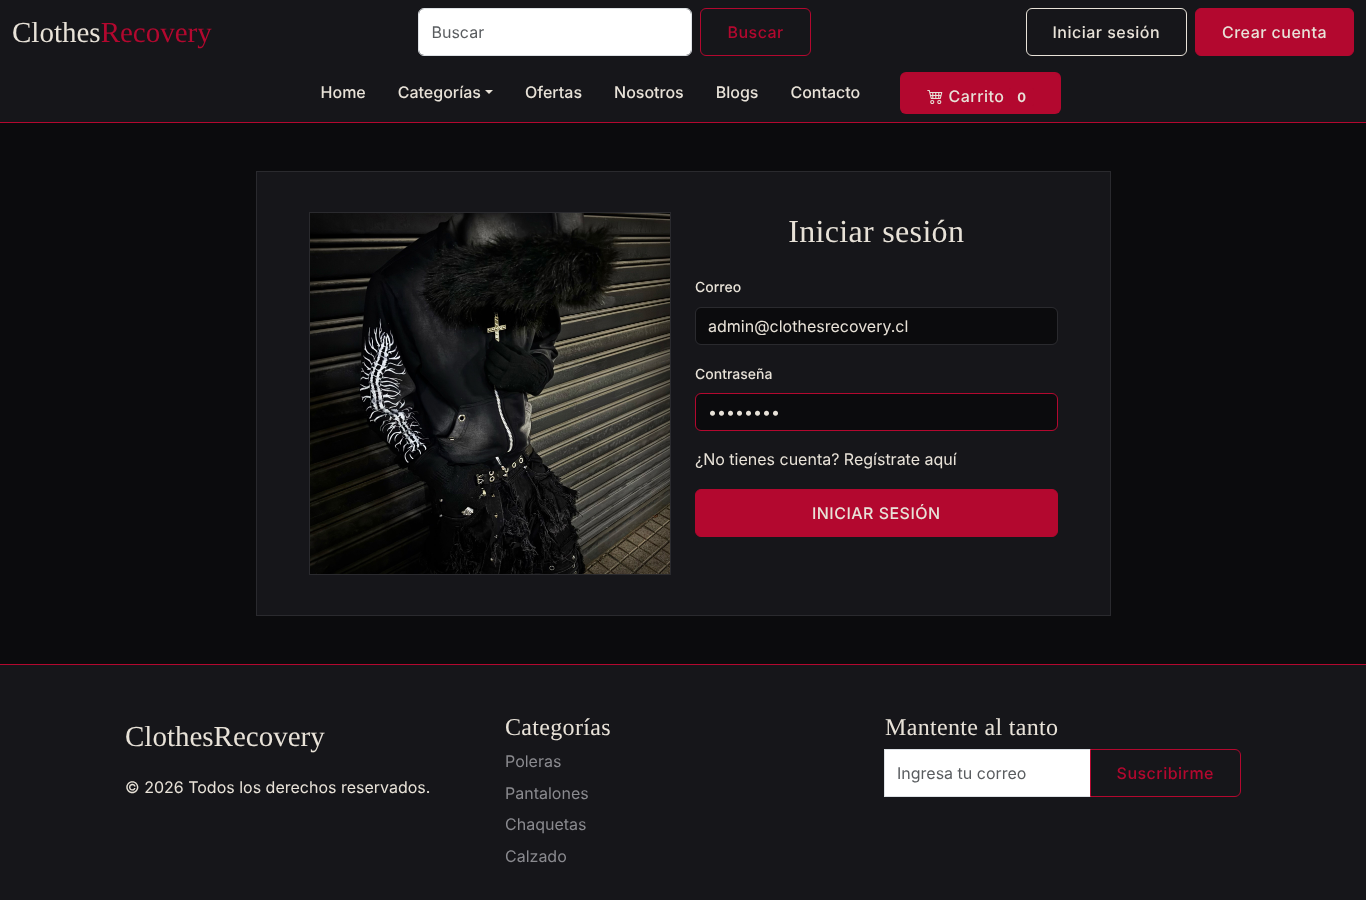 ClothesRecovery
Buscar
Buscar
Iniciar sesión
Crear cuenta
Home
Categorías
Ofertas
Nosotros
Blogs
Contacto
Carrito 0
Iniciar sesión
Correo
admin@clothesrecovery.cl
Contraseña
••••••••
¿No tienes cuenta? Regístrate aquí
INICIAR SESIÓN
ClothesRecovery
© 2026 Todos los derechos reservados.
Categorías
Poleras
Pantalones
Chaquetas
Calzado
Mantente al tanto
Ingresa tu correo
Suscribirme